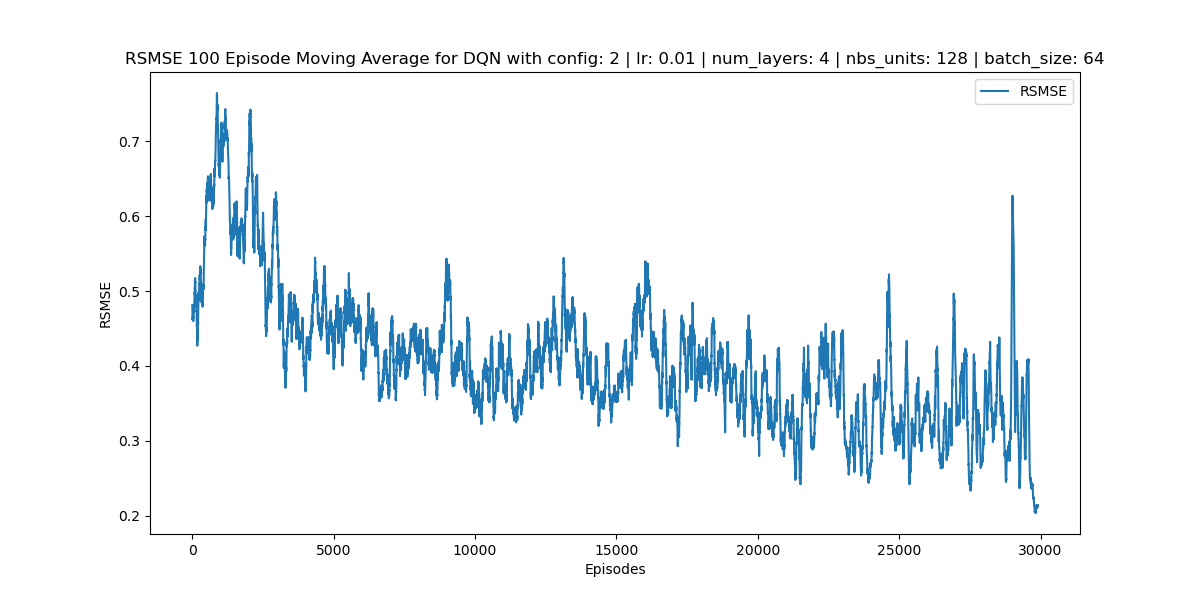 RSMSE 100 Episode Moving Average for DQN with config: 2 | lr: 0.01 | num_layers: 4 | nbs_units: 128 | batch_size: 64
RSMSE
0.7
0.6
0.5
0.4
0.3
0.2
RSMSE
0 5000 10000 15000 20000 25000 30000
Episodes